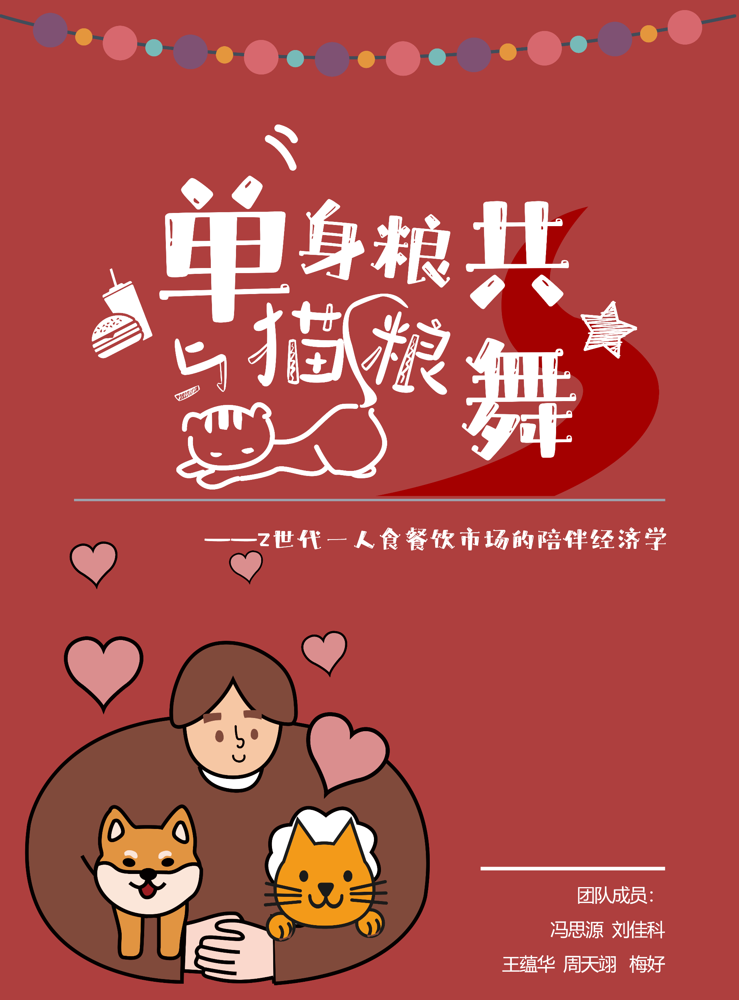 单身粮
与猫粮
共舞
——Z世代一人食餐饮市场的陪伴经济学
团队成员：
冯思源 刘佳科
王蕴华 周天翊 梅好